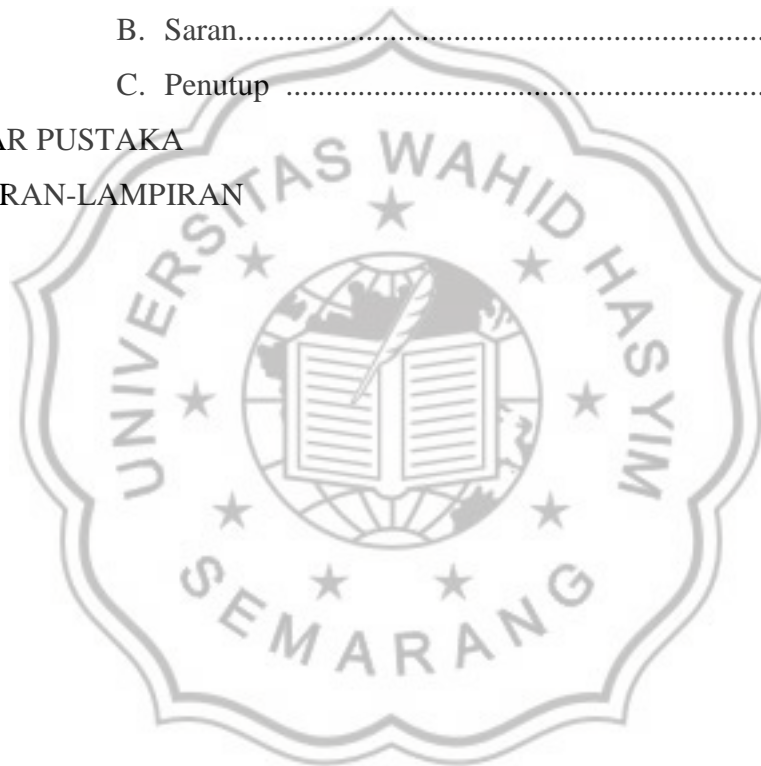 B. Saran...............................................................
C. Penutup .........................................................
AR PUSTAKA
RAN-LAMPIRAN
UNIVERSITAS WAHID HASYIM
SEMARANG